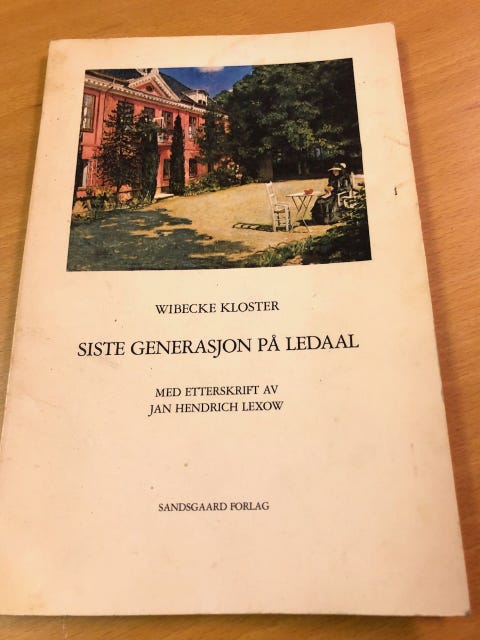 WIBECKE KLOSTER
SISTE GENERASJON PÅ LEDAAL
MED ETTERSKRIFT AV
JAN HENDRICH LEXOW
SANDSGAARD FORLAG